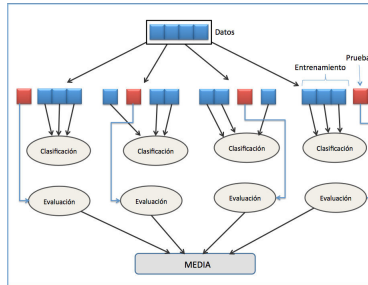 Datos
Prueba
Entrenamiento
Clasificación
Clasificación
Clasificación
Clasificación
Evaluación
Evaluación
Evaluación
Evaluación
MEDIA